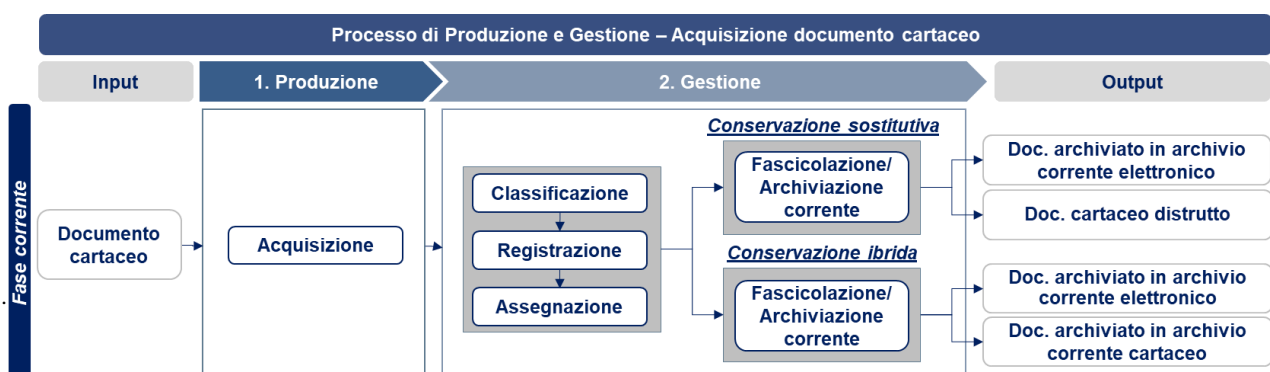 Processo di Produzione e Gestione – Acquisizione documento cartaceo
Input
1. Produzione
2. Gestione
Output
Fase corrente
Documento
cartaceo
Acquisizione
Classificazione
Registrazione
Assegnazione
Conservazione sostitutiva
Fascicolazione/
Archiviazione
corrente
Conservazione ibrida
Fascicolazione/
Archiviazione
corrente
Doc. archiviato in archivio
corrente elettronico
Doc. cartaceo distrutto
Doc. archiviato in archivio
corrente elettronico
Doc. archiviato in archivio
corrente cartaceo